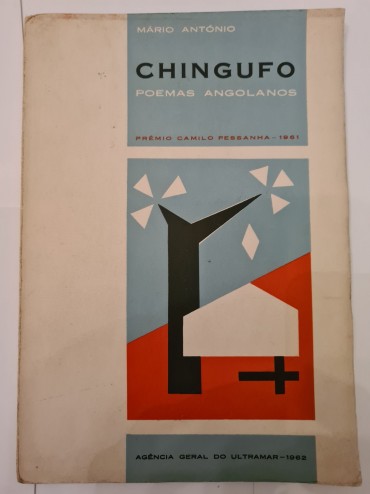 MÁRIO ANTÓNIO
CHINGUFO
POEMAS ANGOLANOS
PRÉMIO CAMILO PESSANHA - 1961
AGÊNCIA GERAL DO ULTRAMAR - 1962